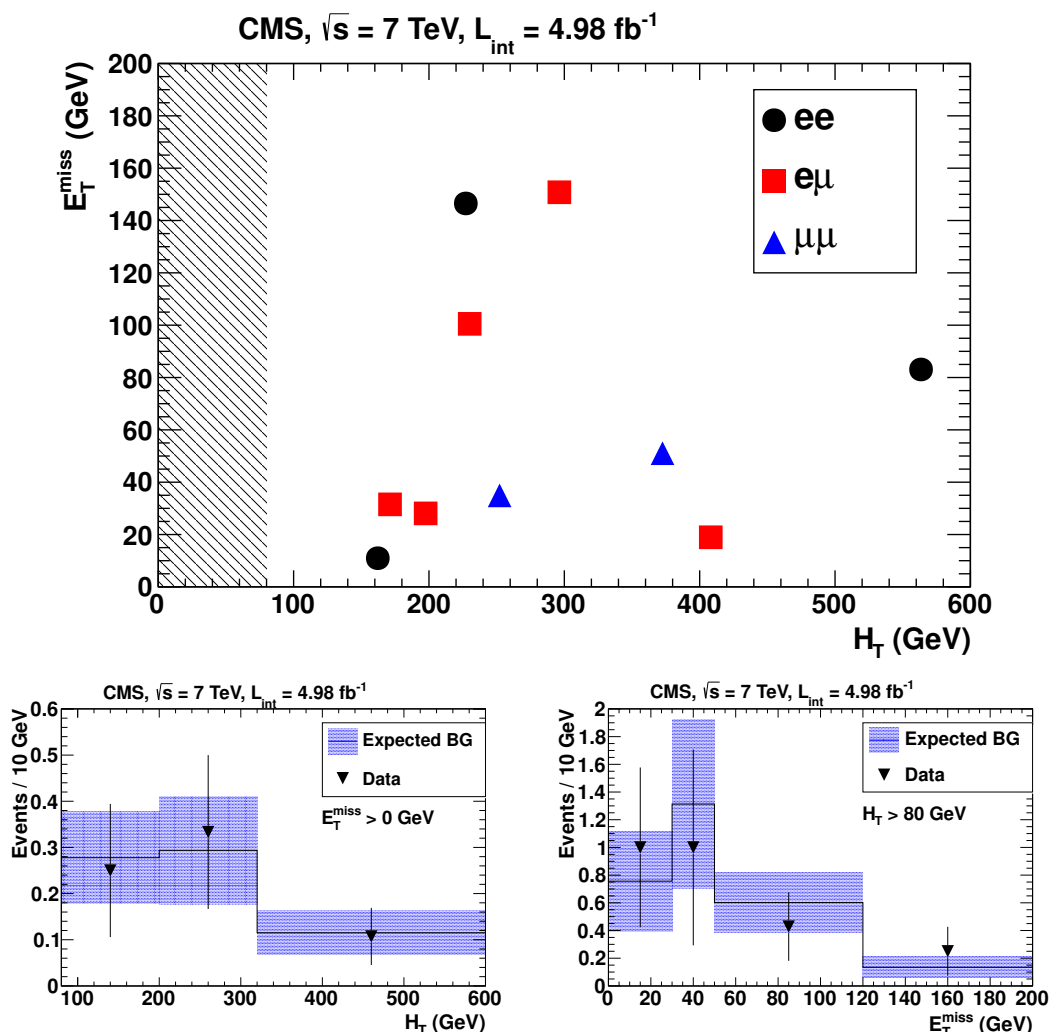 CMS, √s = 7 TeV, L_int = 4.98 fb⁻¹
E_T^miss (GeV)
200
180
160
140
120
100
80
60
40
20
0
ee
eμ
μμ
0 100 200 300 400 500 600
H_T (GeV)
CMS, √s = 7 TeV, L_int = 4.98 fb⁻¹
Events / 10 GeV
0.6
0.5
0.4
0.3
0.2
0.1
0
Expected BG
Data
E_T^miss > 0 GeV
100 200 300 400 500 600
H_T (GeV)
CMS, √s = 7 TeV, L_int = 4.98 fb⁻¹
Events / 10 GeV
2
1.8
1.6
1.4
1.2
1
0.8
0.6
0.4
0.2
0
Expected BG
Data
H_T > 80 GeV
0 20 40 60 80 100 120 140 160 180 200
E_T^miss (GeV)